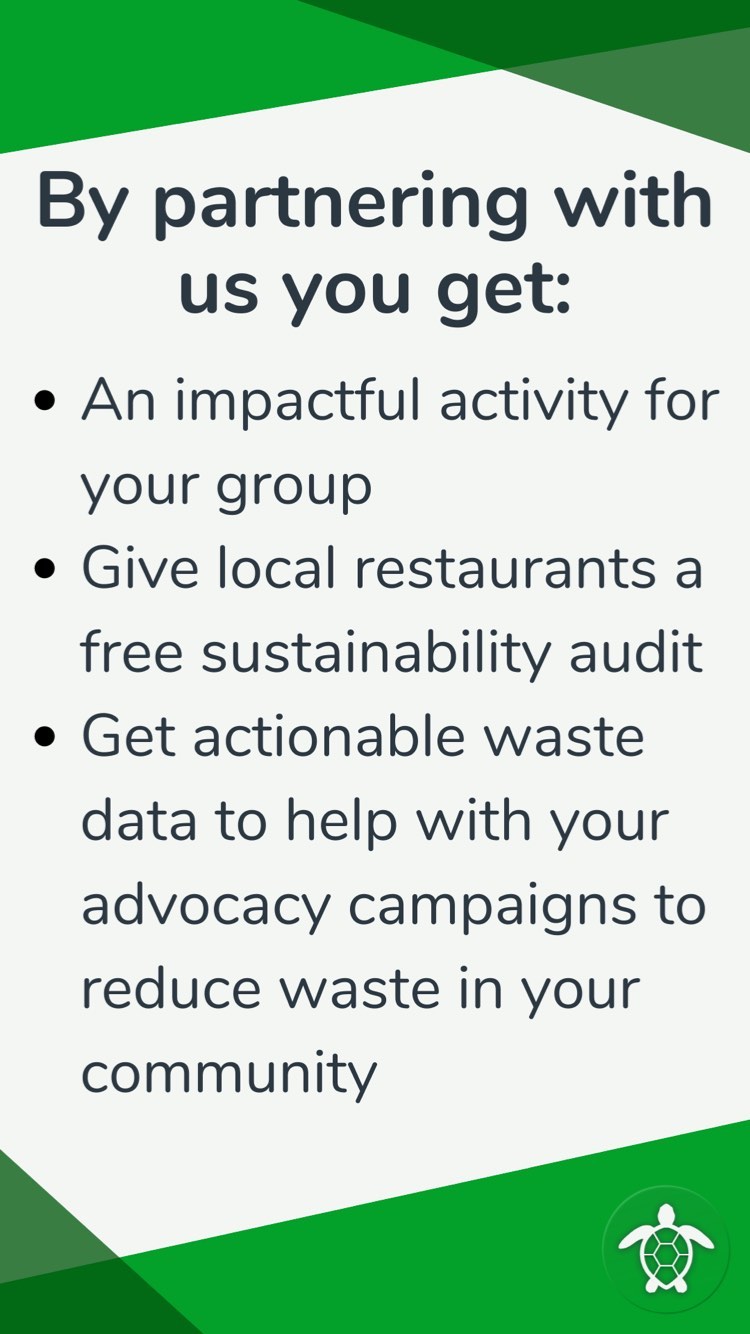 By partnering with
us you get:
• An impactful activity for
your group
• Give local restaurants a
free sustainability audit
• Get actionable waste
data to help with your
advocacy campaigns to
reduce waste in your
community